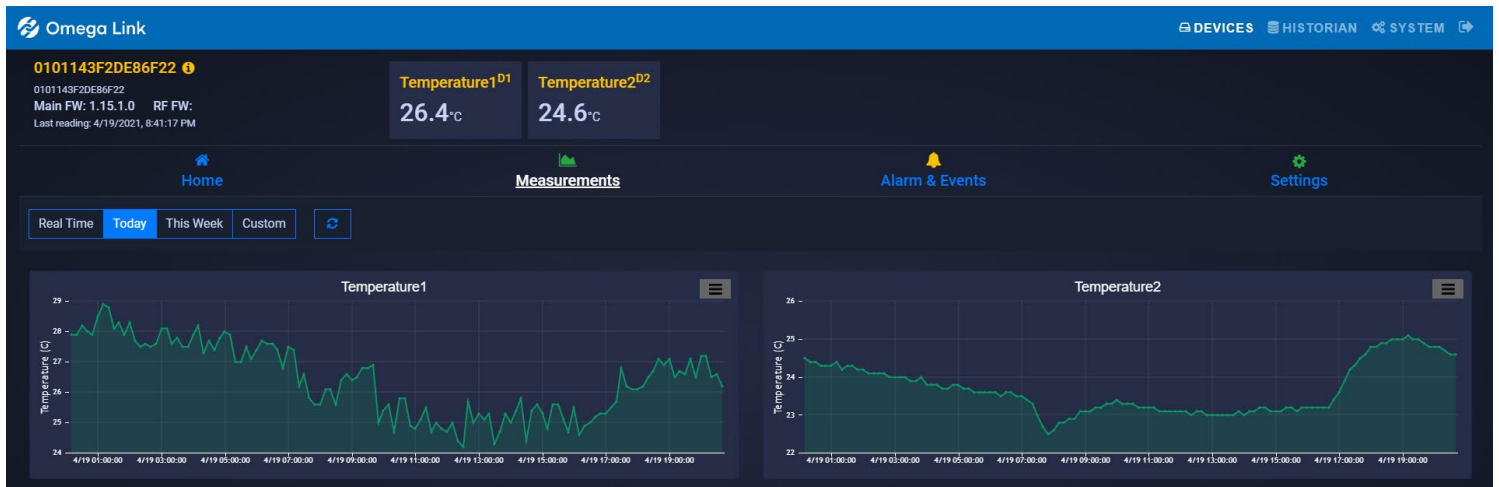 Omega Link
DEVICES HISTORIAN SYSTEM
0101143F2DE86F22
0101143F2DE86F22
Main FW: 1.15.1.0 RF FW:
Last reading: 4/19/2021, 8:41:17 PM
Temperature1D1
26.4°C
Temperature2D2
24.6°C
Home
Measurements
Alarm & Events
Settings
Real Time Today This Week Custom
Temperature1
Temperature (C)
29
28
27
26
25
24
4/19 01:00:00 4/19 03:00:00 4/19 05:00:00 4/19 07:00:00 4/19 09:00:00 4/19 11:00:00 4/19 13:00:00 4/19 15:00:00 4/19 17:00:00 4/19 19:00:00
Temperature2
Temperature (C)
26
25
24
23
22
4/19 01:00:00 4/19 03:00:00 4/19 05:00:00 4/19 07:00:00 4/19 09:00:00 4/19 11:00:00 4/19 13:00:00 4/19 15:00:00 4/19 17:00:00 4/19 19:00:00